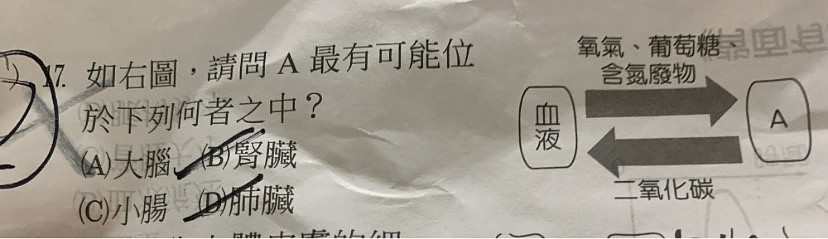 17. 如右圖，請問 A 最有可能位
於下列何者之中？
(A)大腦 (B)腎臟
(C)小腸 (D)肺臟
氧氣、葡萄糖、
含氮廢物
血
液
A
二氧化碳